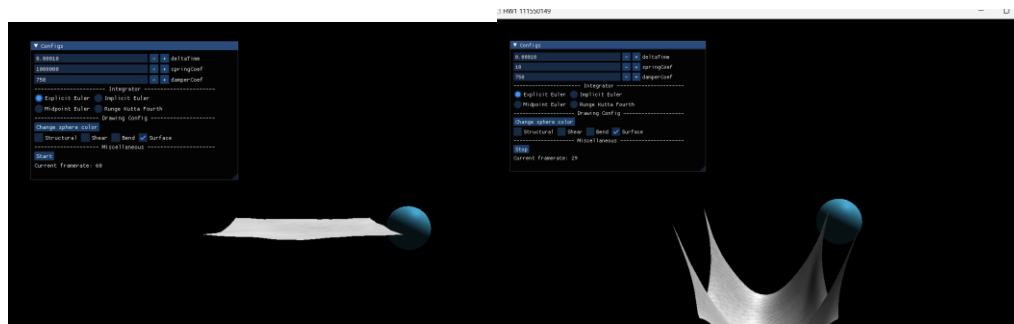 HW1 111550149
▼ Configs
0.00010 - + deltaTime
1000000 - + springCoef
750 - + damperCoef
-------------------- Integrator --------------------
Explicit Euler Implicit Euler
Midpoint Euler Runge Kutta Fourth
-------------------- Drawing Config --------------------
Change sphere color
Structural Shear Bend Surface
-------------------- Miscellaneous --------------------
Start
Current framerate: 60
▼ Configs
0.00010 - + deltaTime
10 - + springCoef
750 - + damperCoef
-------------------- Integrator --------------------
Explicit Euler Implicit Euler
Midpoint Euler Runge Kutta Fourth
-------------------- Drawing Config --------------------
Change sphere color
Structural Shear Bend Surface
-------------------- Miscellaneous --------------------
Stop
Current framerate: 29